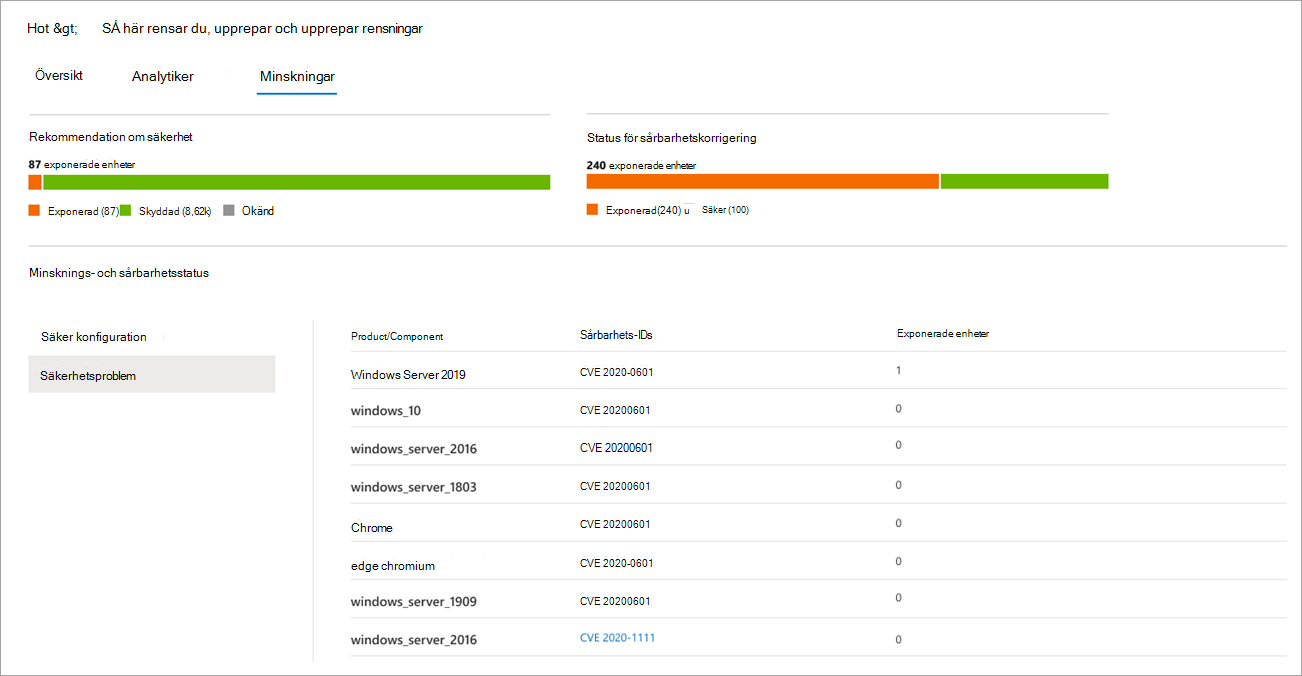 Hot &gt; SÅ här rensar du, upprepar och upprepar rensningar
Översikt Analytiker Minskningar
Rekommendation om säkerhet
87 exponerade enheter
Exponerad (87) Skyddad (8,62k) Okänd
Status för sårbarhetskorrigering
240 exponerade enheter
Exponerad(240) u Säker (100)
Minsknings- och sårbarhetsstatus
Säker konfiguration
Säkerhetsproblem
Product/Component Sårbarhets-IDs Exponerade enheter
Windows Server 2019 CVE 2020-0601 1
windows_10 CVE 20200601 0
windows_server_2016 CVE 20200601 0
windows_server_1803 CVE 20200601 0
Chrome CVE 20200601 0
edge chromium CVE 2020-0601 0
windows_server_1909 CVE 20200601 0
windows_server_2016 CVE 2020-1111 0